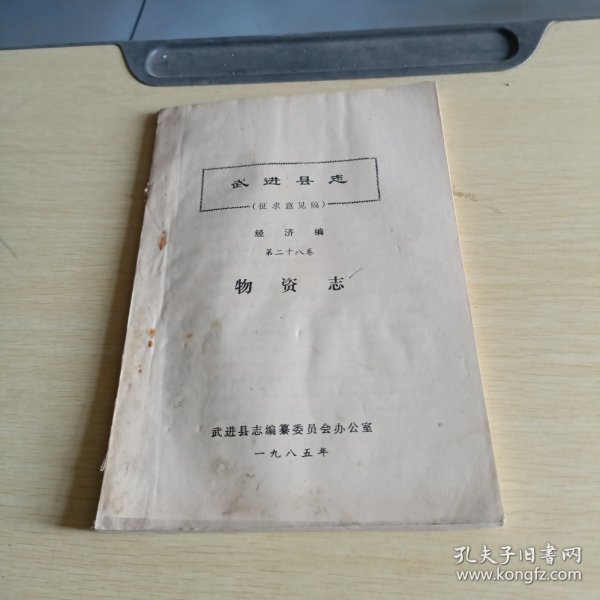 武进县志
(征求意见稿)
经济编
第二十八卷
物资志
武进县志编纂委员会办公室
一九八五年
孔夫子旧书网
www.kongfz.com